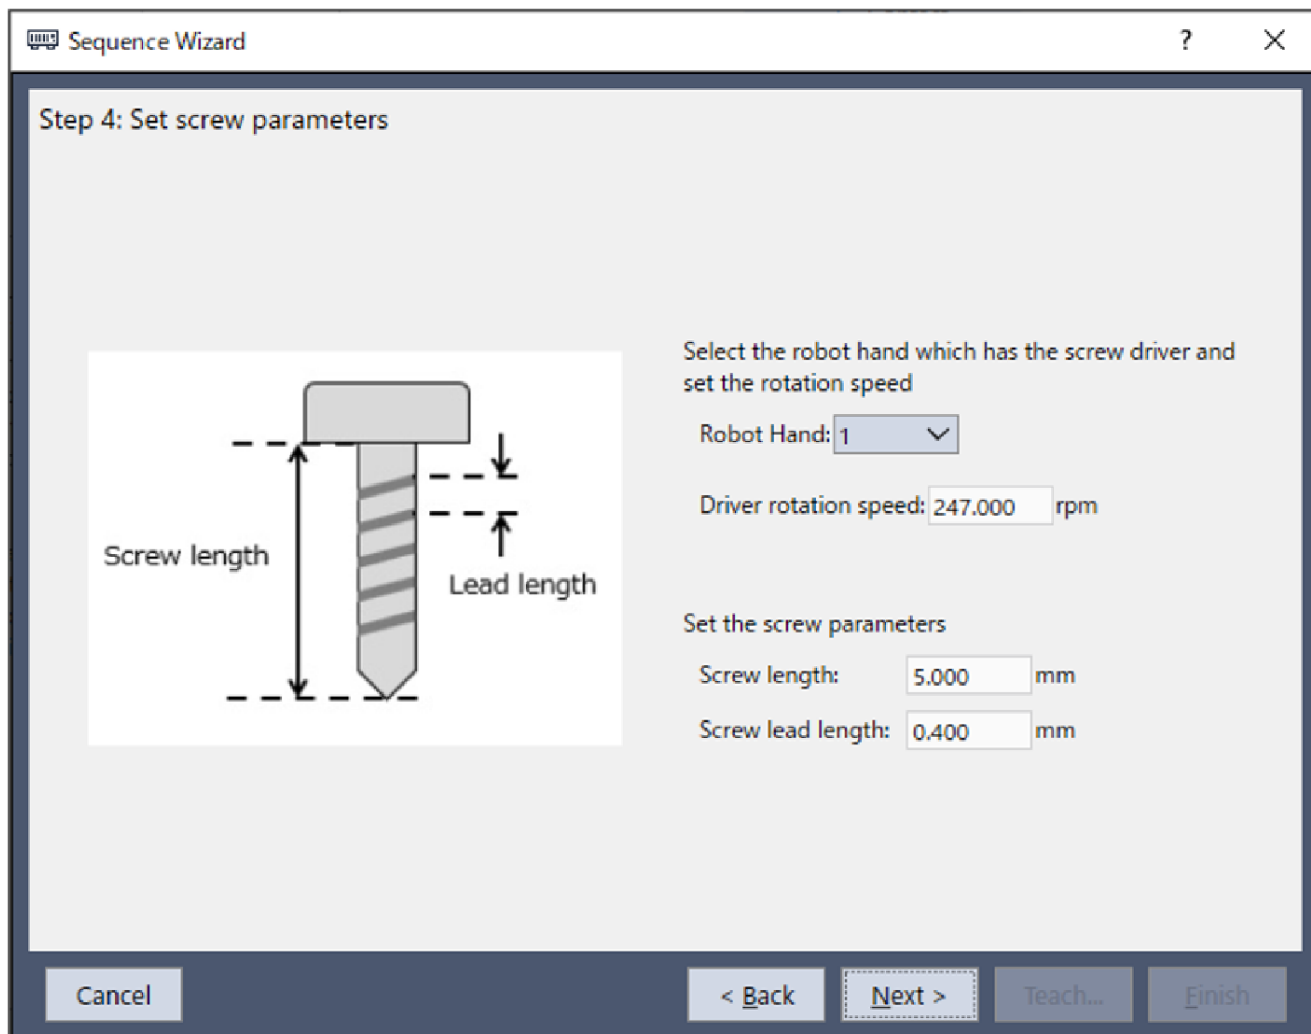 Sequence Wizard
Step 4: Set screw parameters
Select the robot hand which has the screw driver and
set the rotation speed
Robot Hand: 1
Driver rotation speed: 247.000 rpm
Screw length
Lead length
Set the screw parameters
Screw length: 5.000 mm
Screw lead length: 0.400 mm
Cancel
< Back
Next >
Teach...
Finish